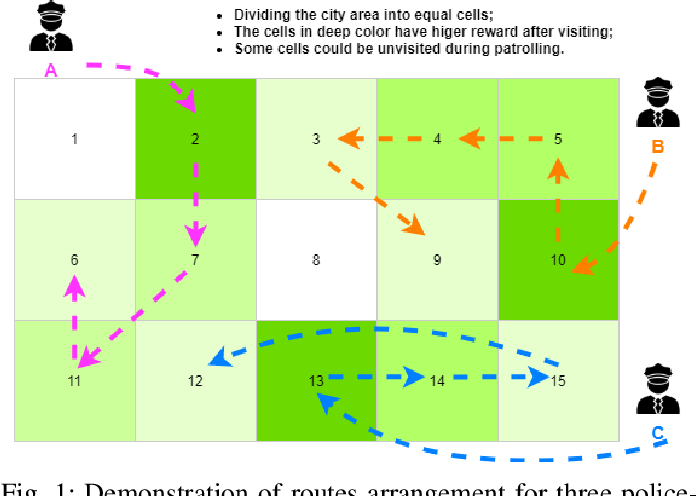 • Dividing the city area into equal cells;
• The cells in deep color have higer reward after visiting;
• Some cells could be unvisited during patrolling.
A
B
1 2 3 4 5
6 7 8 9 10
11 12 13 14 15
C
Fig. 1: Demonstration of routes arrangement for three police-